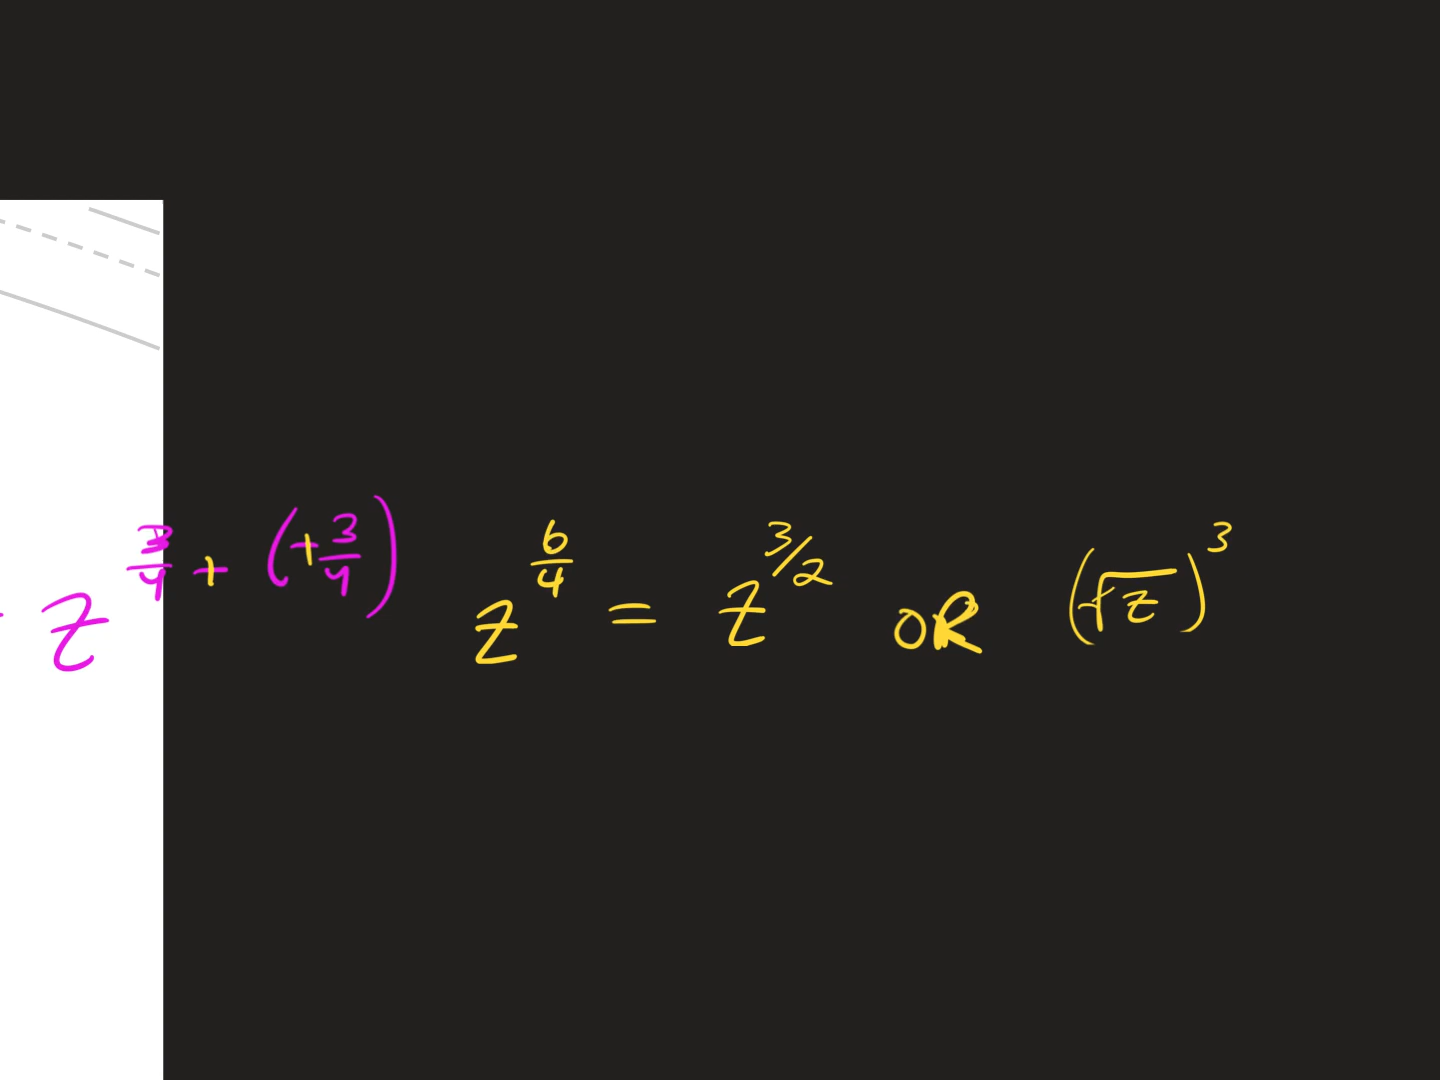 z^{3/4 + (+3/4)} z^{6/4} = z^{3/2} OR (√z)^3